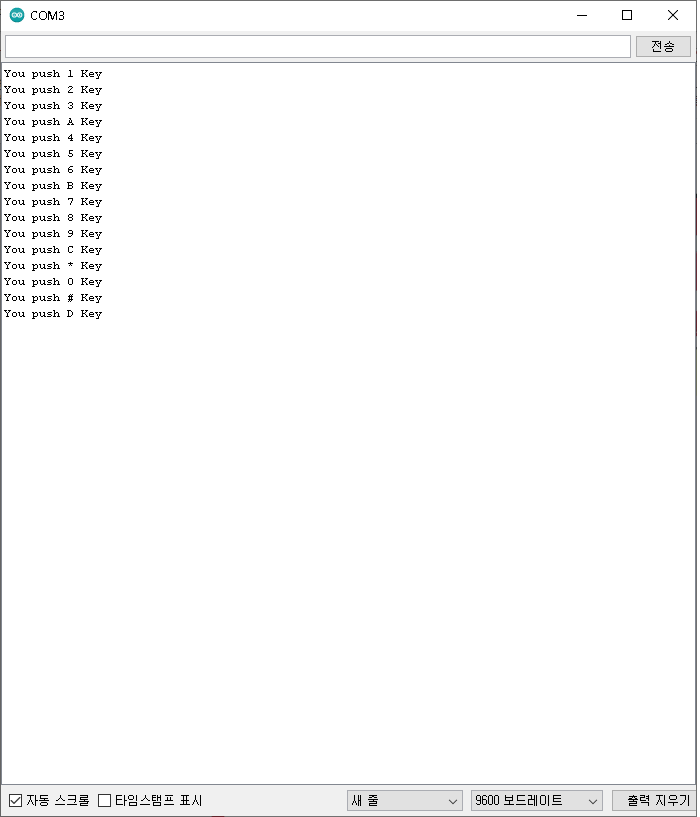 COM3
전송
You push 1 Key
You push 2 Key
You push 3 Key
You push A Key
You push 4 Key
You push 5 Key
You push 6 Key
You push B Key
You push 7 Key
You push 8 Key
You push 9 Key
You push C Key
You push * Key
You push 0 Key
You push # Key
You push D Key
자동 스크롤 타임스탬프 표시 새 줄 9600 보드레이트 출력 지우기